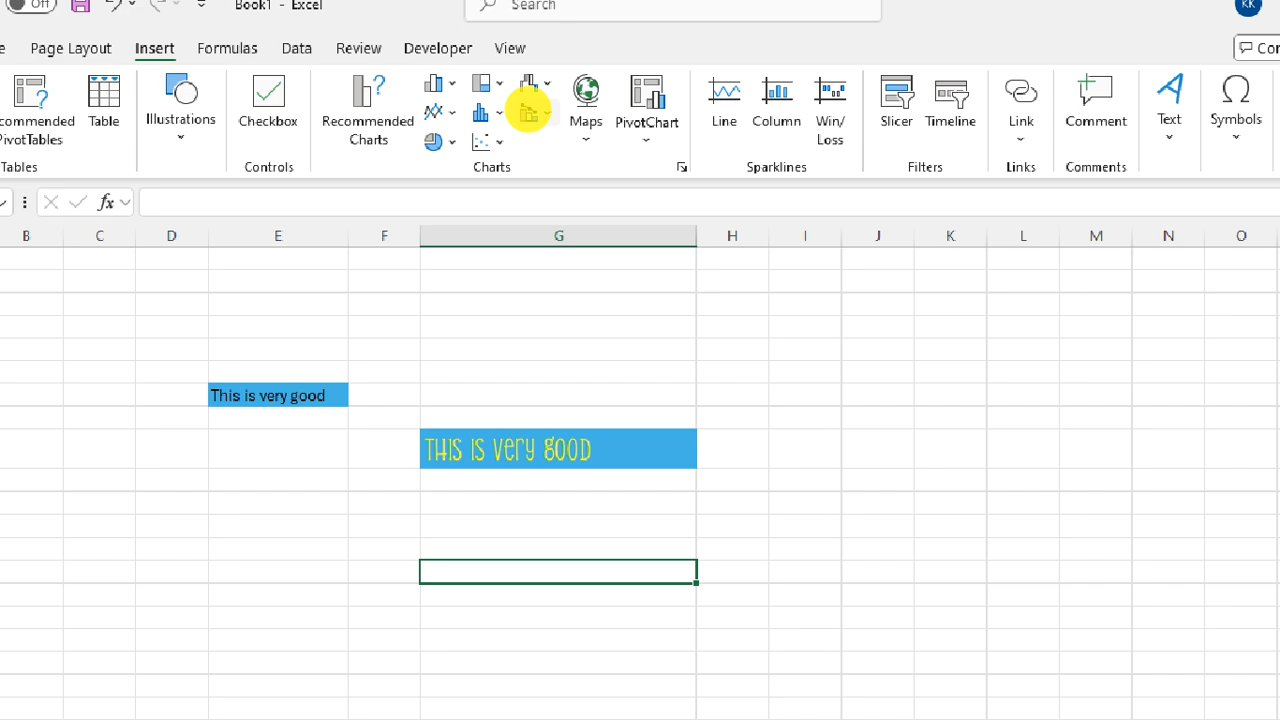 Off
Book1 - Excel
Search
KK
Page Layout
Insert
Formulas
Data
Review
Developer
View
PivotTables
Table
Illustrations
Checkbox
Recommended
Charts
Maps
PivotChart
Line
Column
Win/
Loss
Slicer
Timeline
Link
Comment
Text
Symbols
Tables
Controls
Charts
Sparklines
Filters
Links
Comments
Text
fx
B C D E F G H I J K L M N O
This is very good
THIS IS Very GOOD